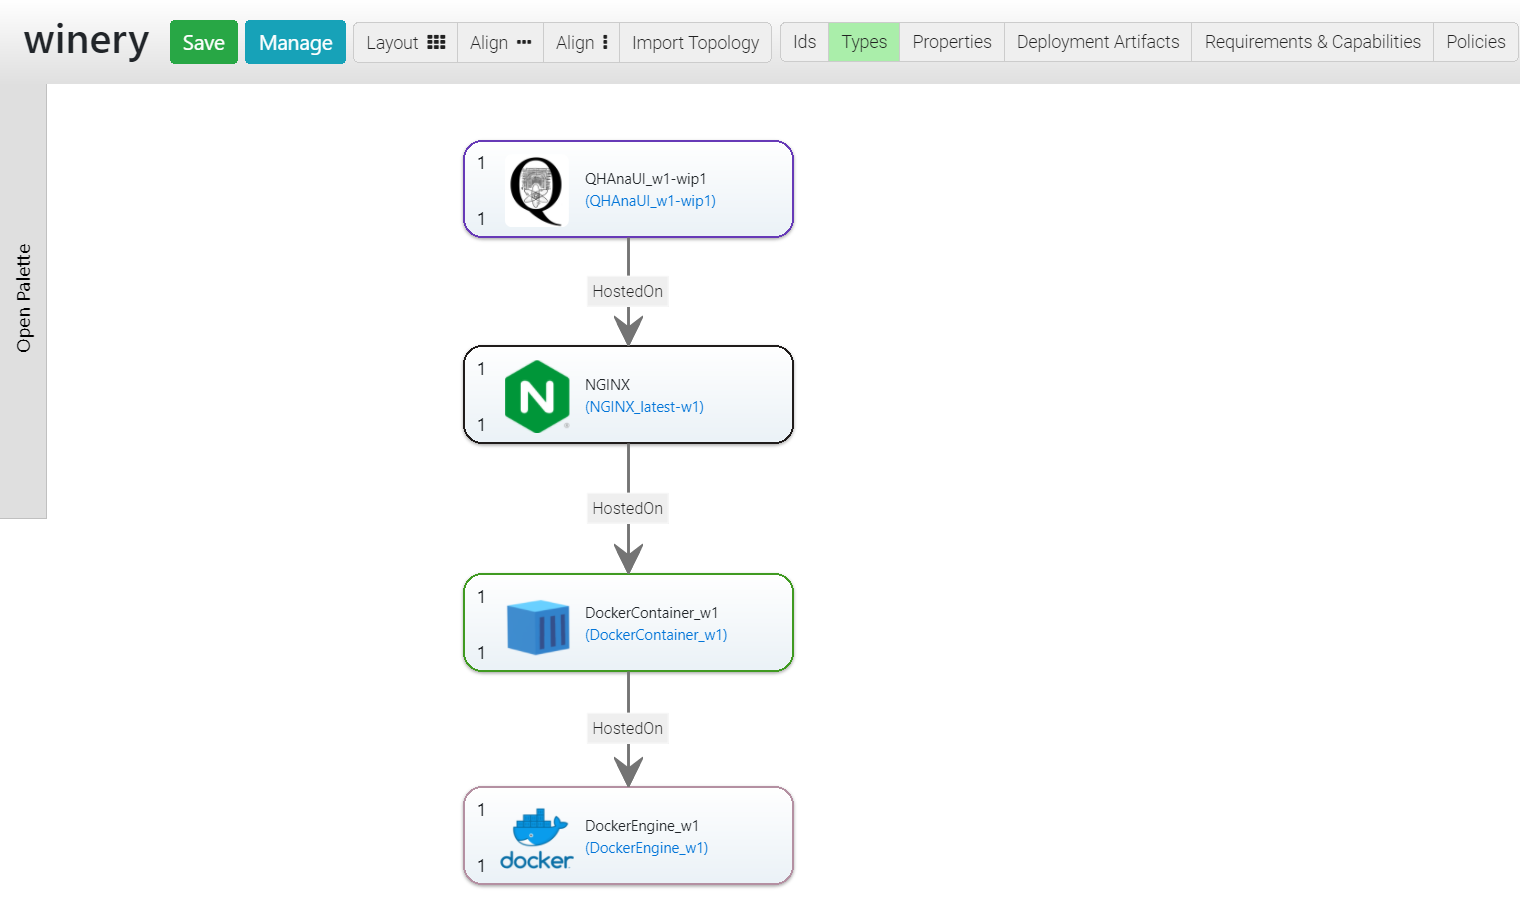 winery
Save
Manage
Layout
Align
Align
Import Topology
Ids
Types
Properties
Deployment Artifacts
Requirements & Capabilities
Policies
Open Palette
1
QHAnaUI_w1-wip1
(QHAnaUI_w1-wip1)
1
HostedOn
1
N
NGINX
(NGINX_latest-w1)
1
HostedOn
1
DockerContainer_w1
(DockerContainer_w1)
1
HostedOn
1
DockerEngine_w1
(DockerEngine_w1)
docker
1